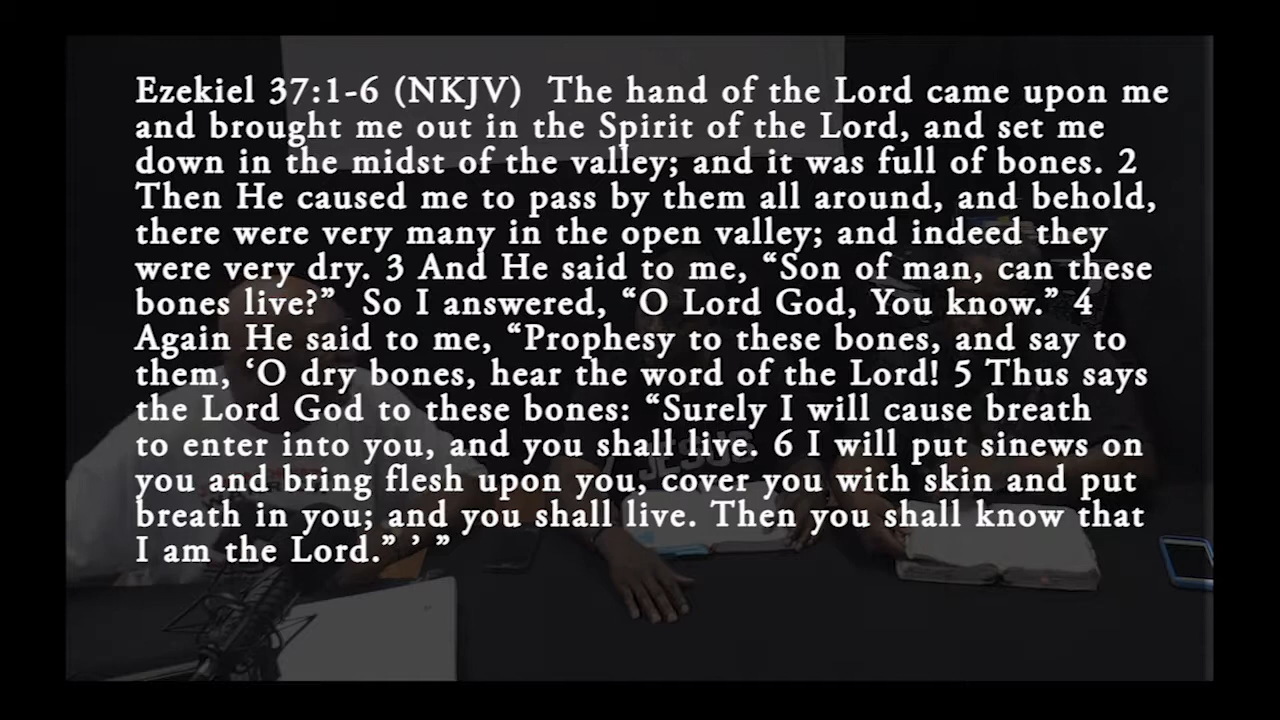 Ezekiel 37:1-6 (NKJV)  The hand of the Lord came upon me
and brought me out in the Spirit of the Lord, and set me
down in the midst of the valley; and it was full of bones. 2
Then He caused me to pass by them all around, and behold,
there were very many in the open valley; and indeed they
were very dry. 3 And He said to me, “Son of man, can these
bones live?”  So I answered, “O Lord God, You know.” 4
Again He said to me, “Prophesy to these bones, and say to
them, ‘O dry bones, hear the word of the Lord! 5 Thus says
the Lord God to these bones: “Surely I will cause breath
to enter into you, and you shall live. 6 I will put sinews on
you and bring flesh upon you, cover you with skin and put
breath in you; and you shall live. Then you shall know that
I am the Lord.” ’ ”
JESUS